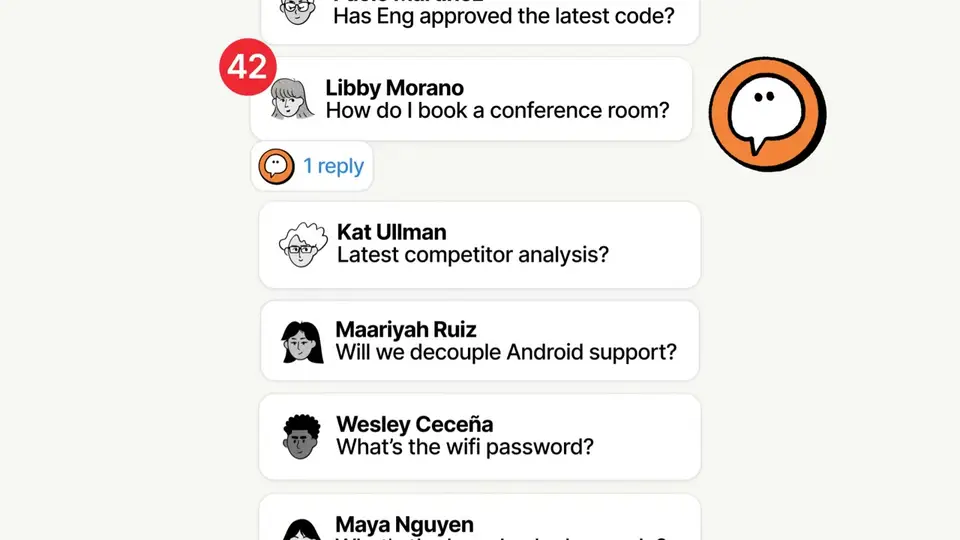 Has Eng approved the latest code?
42
Libby Morano
How do I book a conference room?
1 reply
Kat Ullman
Latest competitor analysis?
Maariyah Ruiz
Will we decouple Android support?
Wesley Ceceña
What's the wifi password?
Maya Nguyen